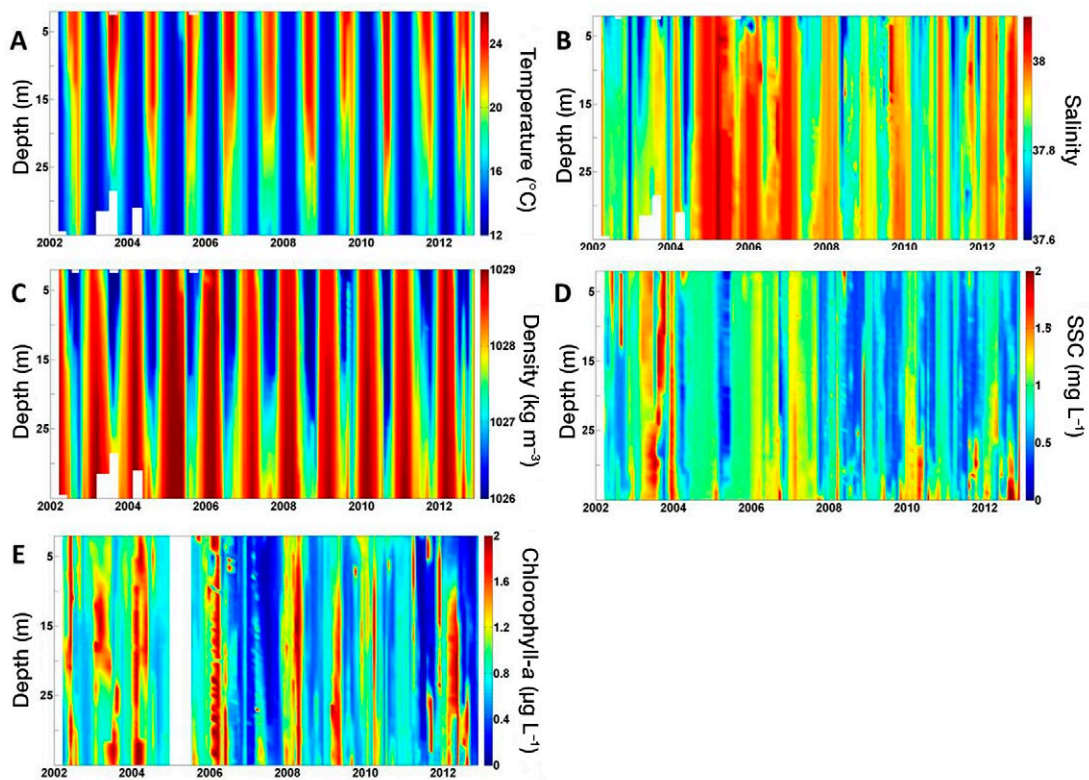 A
5
15
25
Depth (m)
2002 2004 2006 2008 2010 2012
24
20
16
12
Temperature (°C)
B
5
15
25
Depth (m)
2002 2004 2006 2008 2010 2012
38
37.8
37.6
Salinity
C
5
15
25
Depth (m)
2002 2004 2006 2008 2010 2012
1029
1028
1027
1026
Density (kg m⁻³)
D
5
15
25
Depth (m)
2002 2004 2006 2008 2010 2012
2
1.5
1
0.5
0
SSC (mg L⁻¹)
E
5
15
25
Depth (m)
2002 2004 2006 2008 2010 2012
2
1.6
1.2
0.8
0.4
0
Chlorophyll-a (µg L⁻¹)